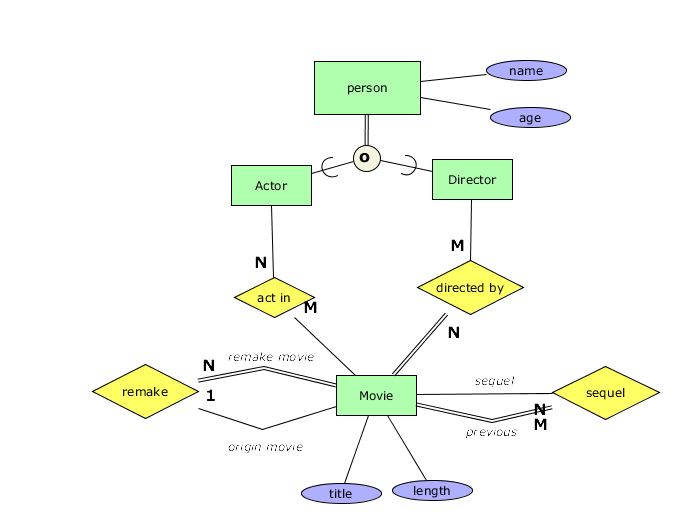 name
person
age
O
Actor
Director
M
N
act in
directed by
M
N
remake movie
N
remake
1
Movie
sequel
sequel
N
M
previous
origin movie
title
length